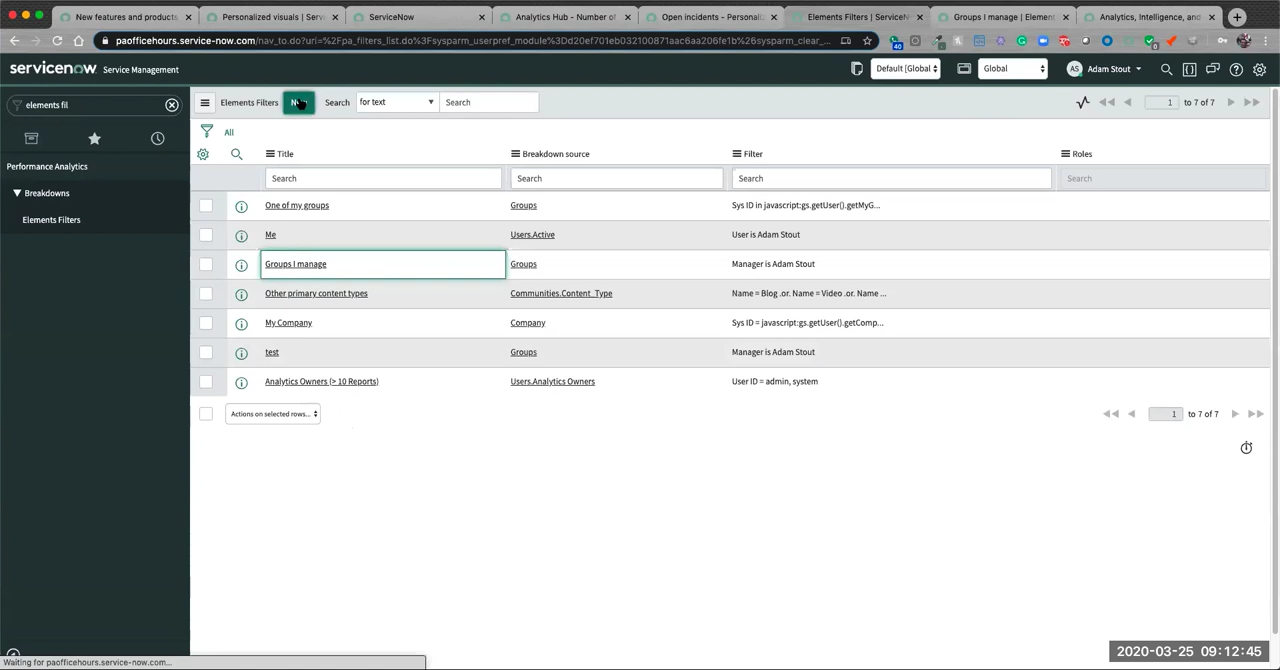 New features and products
Personalized visuals | Servic
ServiceNow
Analytics Hub - Number of
Open incidents - Personaliz
Elements Filters | ServiceN
Groups I manage | Element
Analytics, Intelligence, and
paofficehours.service-now.com/nav_to.do?uri=%2Fpa_filters_list.do%3Fsysparm_userpref_module%3Dd20ef701eb032100871aac6aa206fe1b%26sysparm_clear_...
40
0
servicenow Service Management
Default [Global
Global
AS
Adam Stout
elements fil
Elements Filters
Search
for text
Search
1 to 7 of 7
All
Performance Analytics
Breakdowns
Elements Filters
Title Breakdown source Filter Roles
Search Search Search Search
One of my groups Groups Sys ID in javascript:gs.getUser().getMyG...
Me Users.Active User is Adam Stout
Groups I manage Groups Manager is Adam Stout
Other primary content types Communities.Content_Type Name = Blog .or. Name = Video .or. Name ...
My Company Company Sys ID = javascript:gs.getUser().getComp...
test Groups Manager is Adam Stout
Analytics Owners (> 10 Reports) Users.Analytics Owners User ID = admin, system
Actions on selected rows...
1 to 7 of 7
Waiting for paofficehours.service-now.com...
2020-03-25 09:12:45